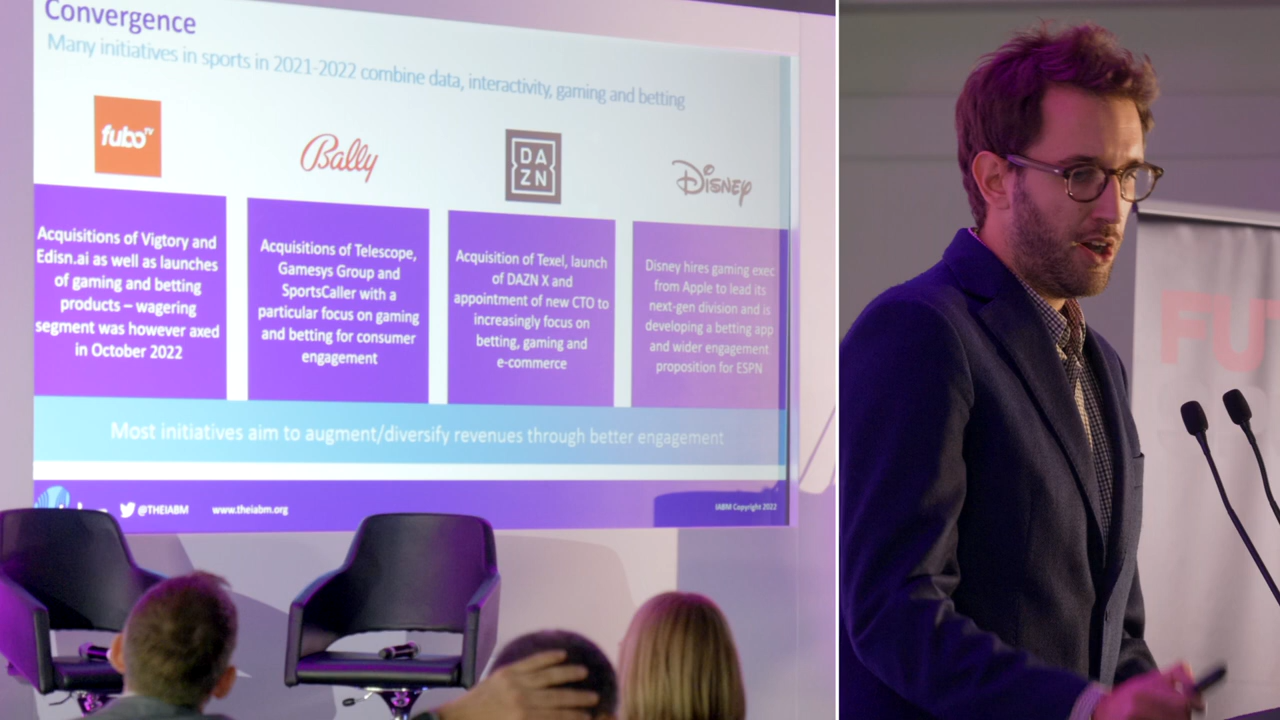 Convergence
Many initiatives in sports in 2021-2022 combine data, interactivity, gaming and betting
fuboTV
Bally
DA
ZN
Disney
Acquisitions of Vigtory and
Edisn.ai as well as launches
of gaming and betting
products – wagering
segment was however axed
in October 2022
Acquisitions of Telescope,
Gamesys Group and
SportsCaller with a
particular focus on gaming
and betting for consumer
engagement
Acquisition of Texel, launch
of DAZN X and
appointment of new CTO to
increasingly focus on
betting, gaming and
e-commerce
Disney hires gaming exec
from Apple to lead its
next-gen division and is
developing a betting app
and wider engagement
proposition for ESPN
Most initiatives aim to augment/diversify revenues through better engagement
@THEIABM
www.theiabm.org
IABM Copyright 2022
FUT